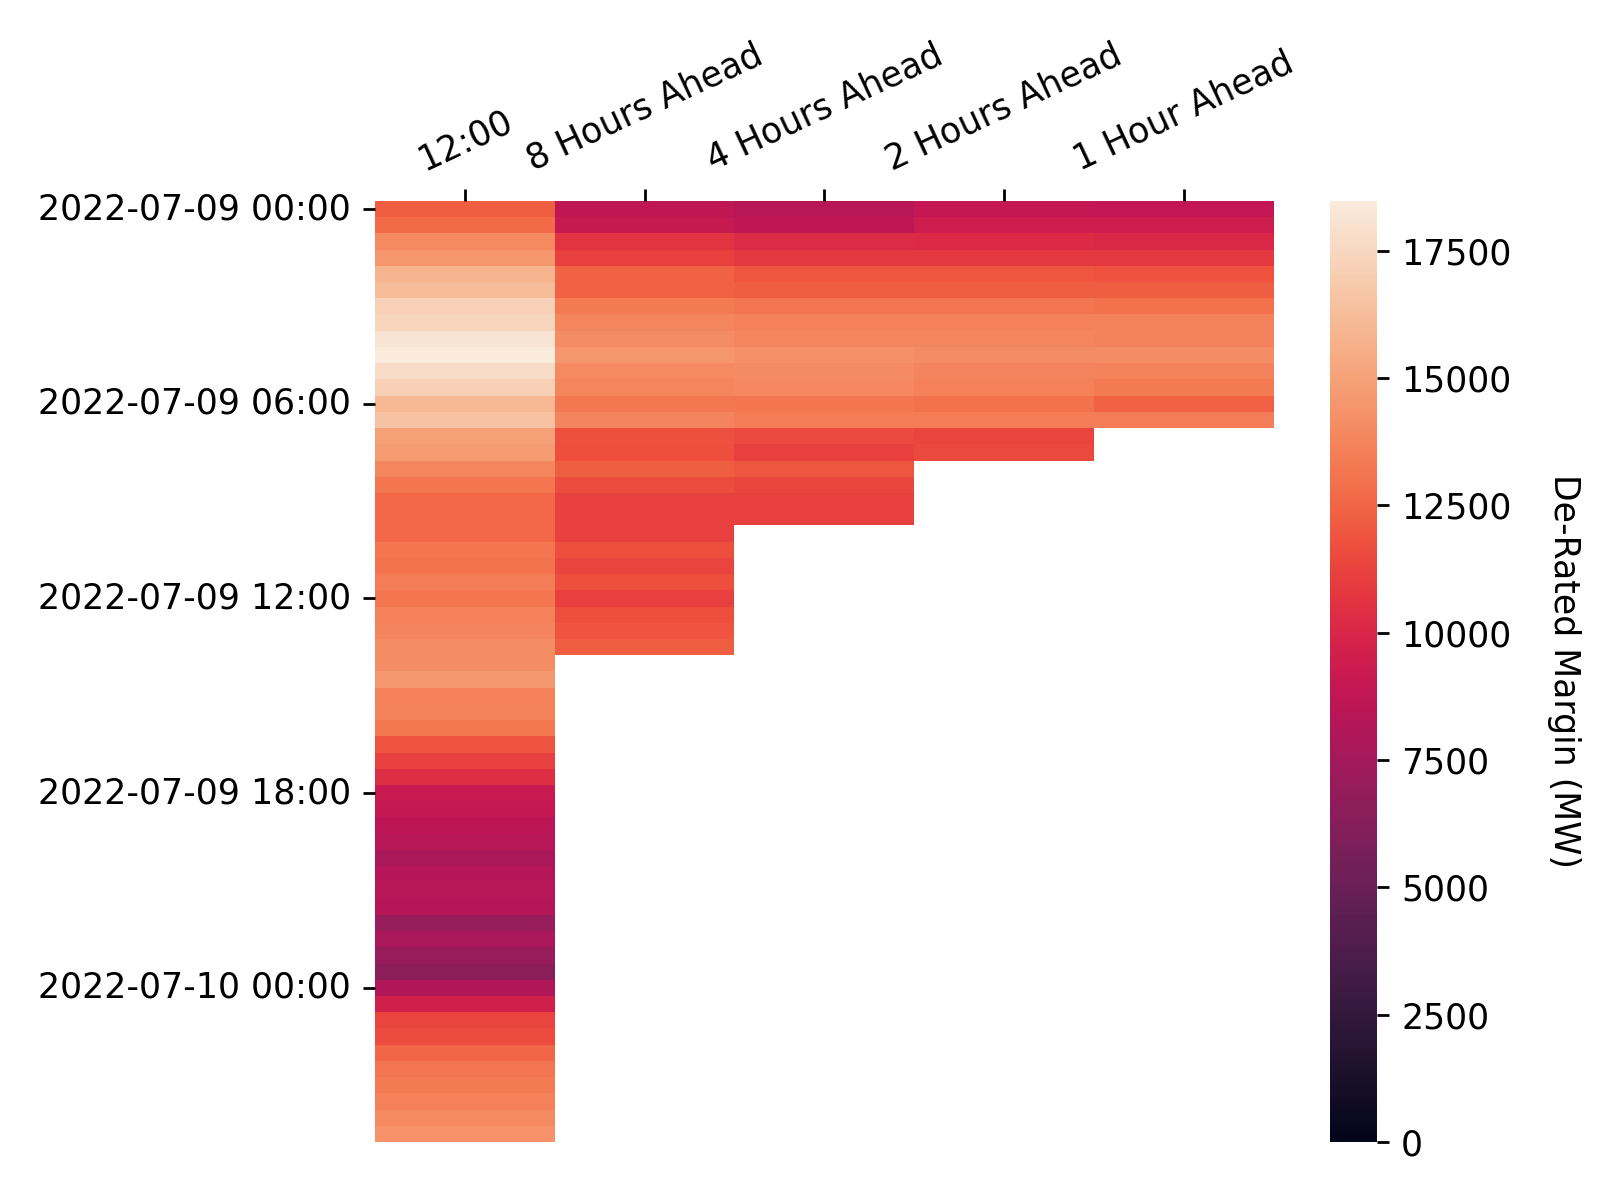 12:00
8 Hours Ahead
4 Hours Ahead
2 Hours Ahead
1 Hour Ahead
2022-07-09 00:00
2022-07-09 06:00
2022-07-09 12:00
2022-07-09 18:00
2022-07-10 00:00
17500
15000
12500
10000
7500
5000
2500
0
De-Rated Margin (MW)